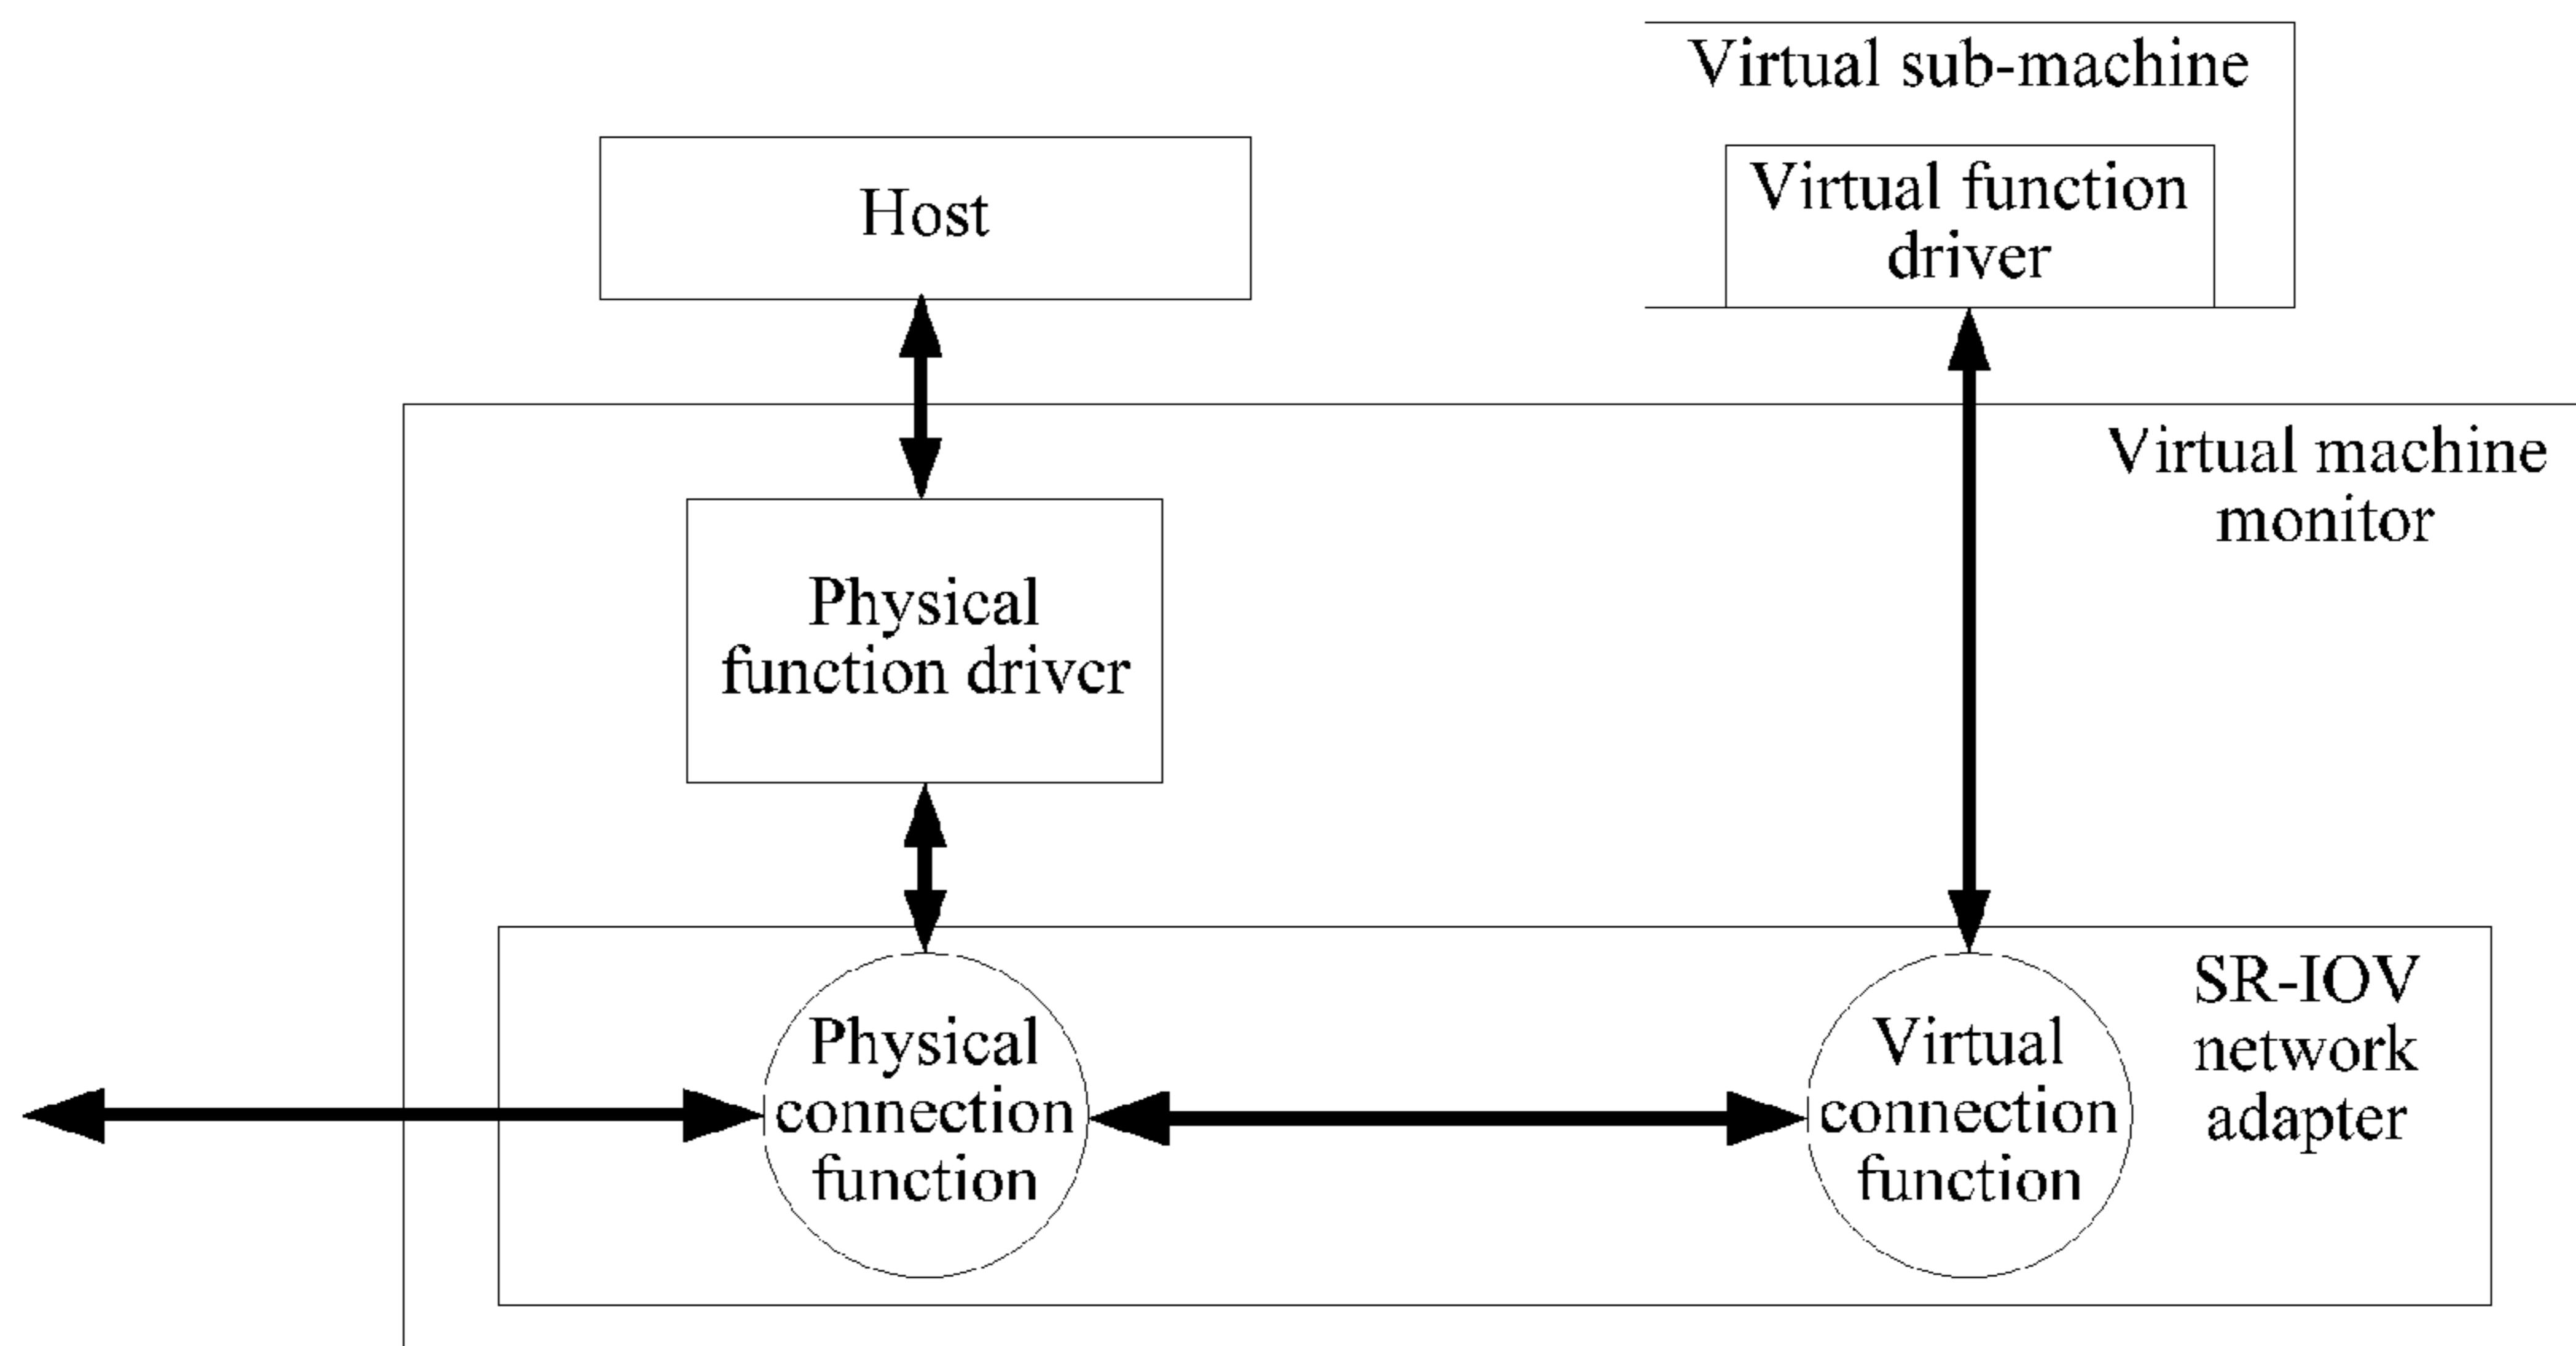 Virtual sub-machine
Host
Virtual function
driver
Virtual machine
monitor
Physical
function driver
Physical
connection
function
Virtual
connection
function
SR-IOV
network
adapter